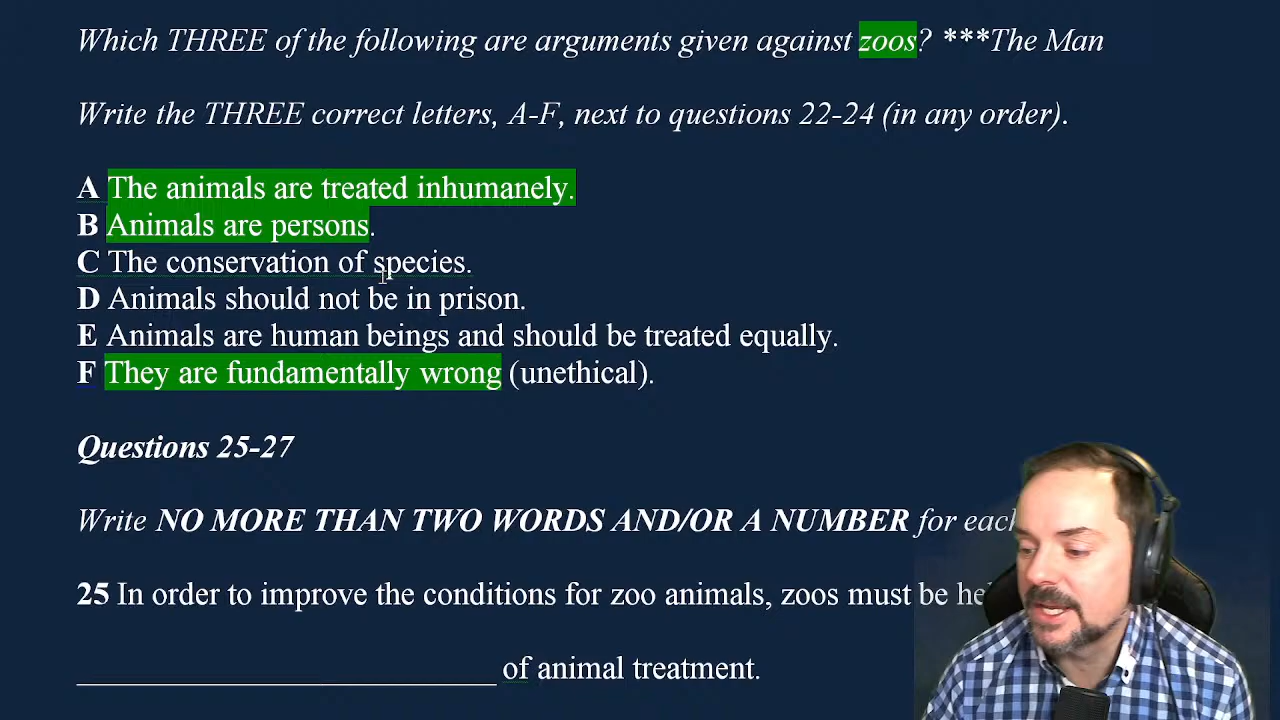 Which THREE of the following are arguments given against zoos? ***The Man
Write the THREE correct letters, A-F, next to questions 22-24 (in any order).
A The animals are treated inhumanely.
B Animals are persons.
C The conservation of species.
D Animals should not be in prison.
E Animals are human beings and should be treated equally.
F They are fundamentally wrong (unethical).
Questions 25-27
Write NO MORE THAN TWO WORDS AND/OR A NUMBER for
25 In order to improve the conditions for zoo animals, zoos must be
____________________________ of animal treatment.